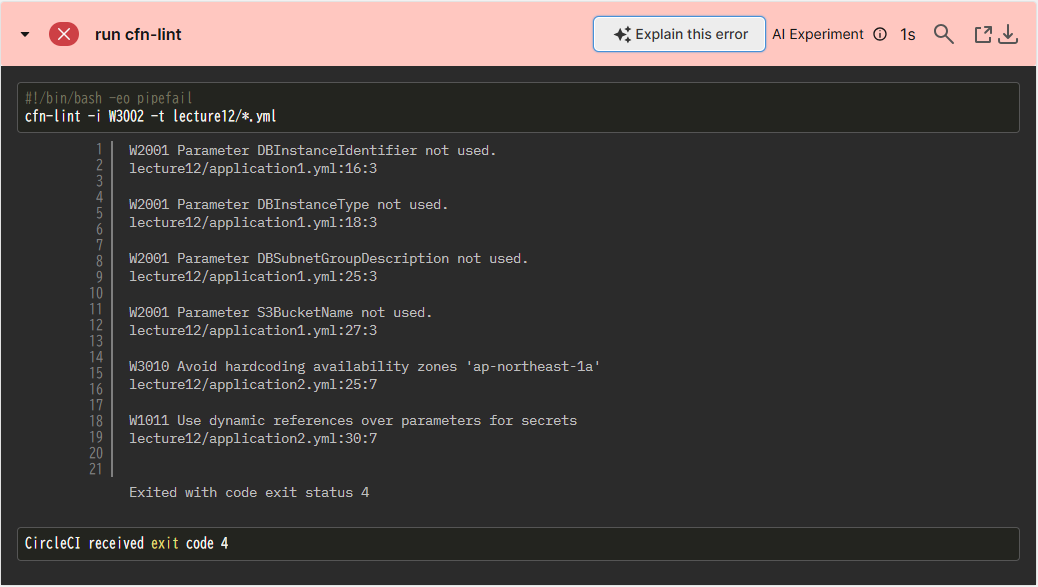 run cfn-lint
Explain this error
AI Experiment
1s
#!/bin/bash -eo pipefail
cfn-lint -i W3002 -t lecture12/*.yml
1
2
3
4
5
6
7
8
9
10
11
12
13
14
15
16
17
18
19
20
21
W2001 Parameter DBInstanceIdentifier not used.
lecture12/application1.yml:16:3
W2001 Parameter DBInstanceType not used.
lecture12/application1.yml:18:3
W2001 Parameter DBSubnetGroupDescription not used.
lecture12/application1.yml:25:3
W2001 Parameter S3BucketName not used.
lecture12/application1.yml:27:3
W3010 Avoid hardcoding availability zones 'ap-northeast-1a'
lecture12/application2.yml:25:7
W1011 Use dynamic references over parameters for secrets
lecture12/application2.yml:30:7
Exited with code exit status 4
CircleCI received exit code 4